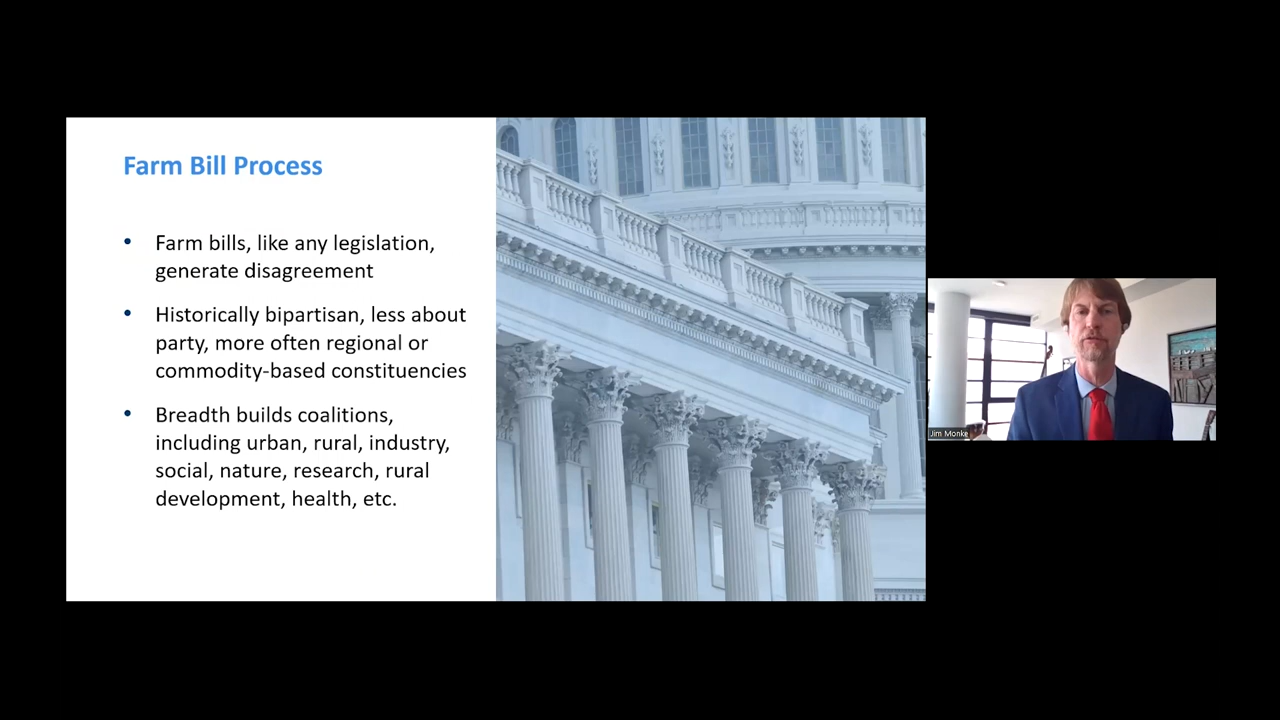 Farm Bill Process
• Farm bills, like any legislation,
generate disagreement
• Historically bipartisan, less about
party, more often regional or
commodity-based constituencies
• Breadth builds coalitions,
including urban, rural, industry,
social, nature, research, rural
development, health, etc.
Jim Monke